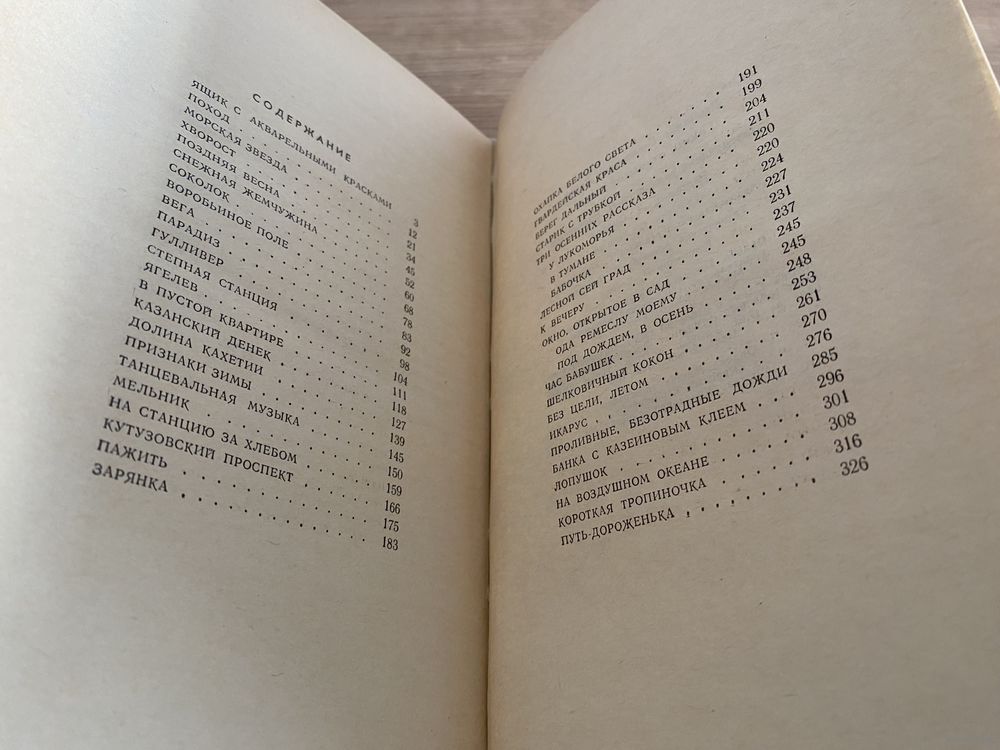 СОДЕРЖАНИЕ
ЯЩИК С АКВАРЕЛЬНЫМИ КРАСКАМИ 3
ПОХОД . . . . . 12
МОРСКАЯ ЗВЕЗДА . . . . . 21
ХВОРОСТ . . . . . 34
ПОЗДНЯЯ ВЕСНА . . . . . 45
СНЕЖНАЯ ЖЕМЧУЖИНА . . . . . 52
СОКОЛОК . . . . . 60
ВОРОБЬИНОЕ ПОЛЕ . . . . . 68
ВЕГА . . . . . 78
ПАРАДИЗ . . . . . 83
ГУЛЛИВЕР . . . . . 92
СТЕПНАЯ СТАНЦИЯ . . . . . 98
ЯГЕЛЕВ . . . . . 104
В ПУСТОЙ КВАРТИРЕ . . . . . 111
КАЗАНСКИЙ ДЕНЕК . . . . . 118
ДОЛИНА КАХЕТИИ . . . . . 127
ПРИЗНАКИ ЗИМЫ . . . . . 139
ТАНЦЕВАЛЬНАЯ МУЗЫКА . . . . . 145
МЕЛЬНИК . . . . . 150
НА СТАНЦИЮ ЗА ХЛЕБОМ . . . . . 159
КУТУЗОВСКИЙ ПРОСПЕКТ . . . . . 166
ПАЖИТЬ . . . . . 175
ЗАРЯНКА . . . . . 183
ОХАПКА БЕЛОГО СВЕТА . . . . . 191
ГВАРДЕЙСКАЯ КРАСА . . . . . 199
БЕРЕГ ДАЛЬНЫЙ . . . . . 204
СТАРИК С ТРУБКОЙ . . . . . 211
ТРИ ОСЕННИХ РАССКАЗА . . . . . 220
У ЛУКОМОРЬЯ . . . . . 220
В ТУМАНЕ . . . . . 224
БАБОЧКА . . . . . 227
ЛЕСНОЙ СЕЙ ГРАД . . . . . 231
К ВЕЧЕРУ . . . . . 237
ОКНО, ОТКРЫТОЕ В САД . . . . . 245
ОДА РЕМЕСЛУ МОЕМУ . . . . . 245
ПОД ДОЖДЕМ, В ОСЕНЬ . . . . . 248
ЧАС БАБУШЕК . . . . . 253
ШЕЛКОВИЧНЫЙ КОКОН . . . . . 261
БЕЗ ЦЕЛИ, ЛЕТОМ . . . . . 270
ИКАРУС . . . . . 276
ПРОЛИВНЫЕ, БЕЗОТРАДНЫЕ ДОЖДИ 285
БАНКА С КАЗЕИНОВЫМ КЛЕЕМ . . . . . 296
ЛОПУШОК . . . . . 301
НА ВОЗДУШНОМ ОКЕАНЕ . . . . . 308
КОРОТКАЯ ТРОПИНОЧКА . . . . . 316
ПУТЬ-ДОРОЖЕНЬКА . . . . . 326